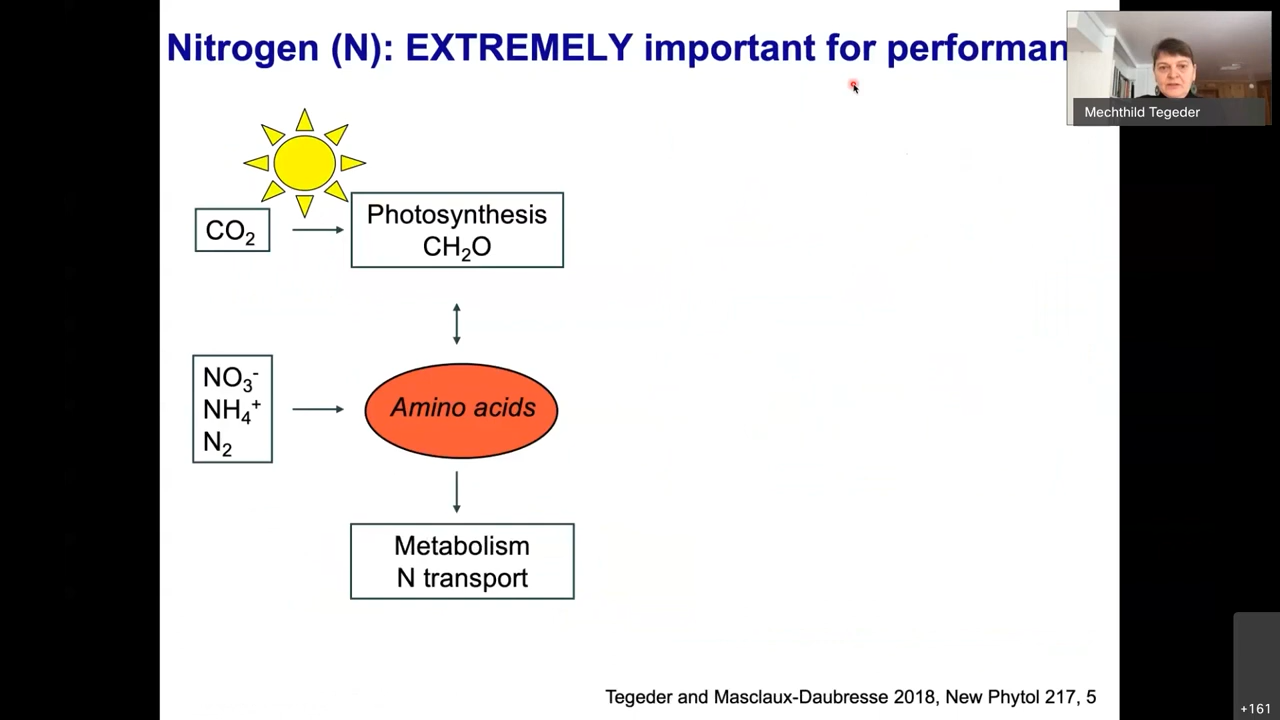 Nitrogen (N): EXTREMELY important for performan
Mechthild Tegeder
CO₂
Photosynthesis
CH₂O
NO₃⁻
NH₄⁺
N₂
Amino acids
Metabolism
N transport
Tegeder and Masclaux-Daubresse 2018, New Phytol 217, 5
+161